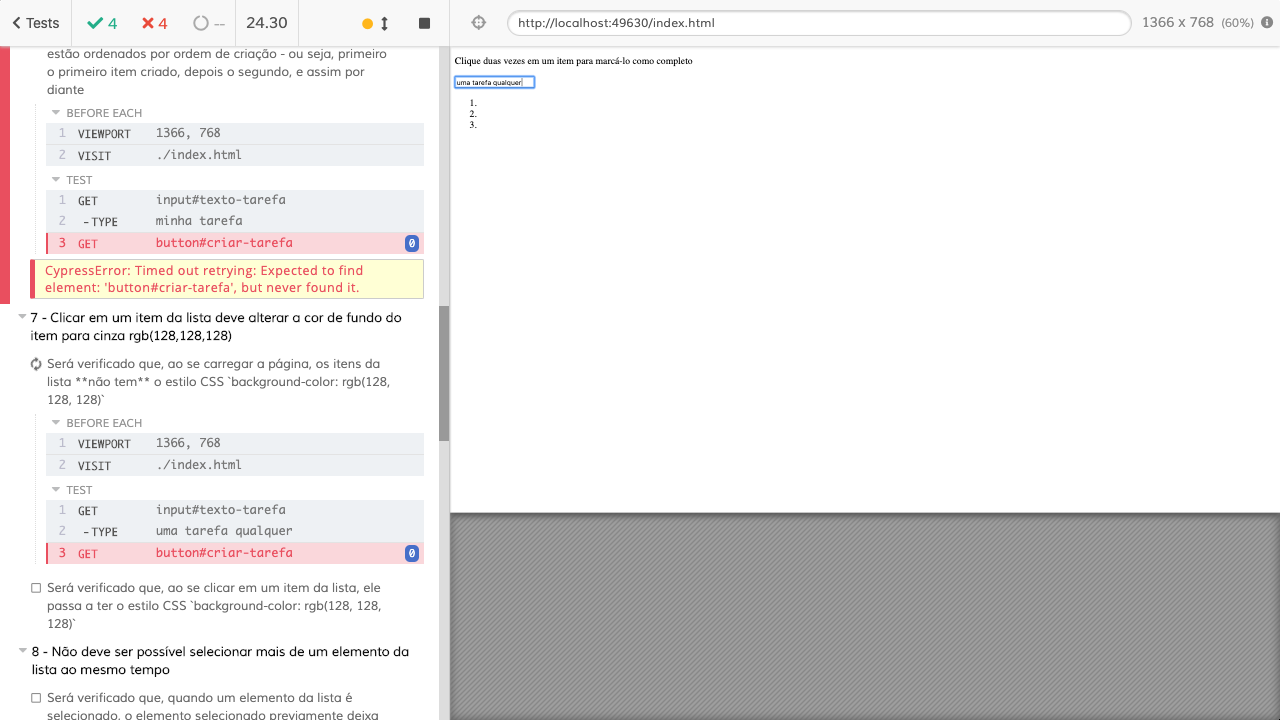 Tests 4 4 -- 24.30 http://localhost:49630/index.html 1366 x 768 (60%)
estão ordenados por ordem de criação - ou seja, primeiro
o primeiro item criado, depois o segundo, e assim por
diante
BEFORE EACH
1 VIEWPORT 1366, 768
2 VISIT ./index.html
TEST
1 GET input#texto-tarefa
2 -TYPE minha tarefa
3 GET button#criar-tarefa 0
CypressError: Timed out retrying: Expected to find
element: 'button#criar-tarefa', but never found it.
7 - Clicar em um item da lista deve alterar a cor de fundo do
item para cinza rgb(128,128,128)
Será verificado que, ao se carregar a página, os itens da
lista **não tem** o estilo CSS `background-color: rgb(128,
128, 128)`
BEFORE EACH
1 VIEWPORT 1366, 768
2 VISIT ./index.html
TEST
1 GET input#texto-tarefa
2 -TYPE uma tarefa qualquer
3 GET button#criar-tarefa 0
Será verificado que, ao se clicar em um item da lista, ele
passa a ter o estilo CSS `background-color: rgb(128, 128,
128)`
8 - Não deve ser possível selecionar mais de um elemento da
lista ao mesmo tempo
Será verificado que, quando um elemento da lista é
selecionado, o elemento selecionado previamente deixa
Clique duas vezes em um item para marcá-lo como completo
uma tarefa qualquer
1.
2.
3.